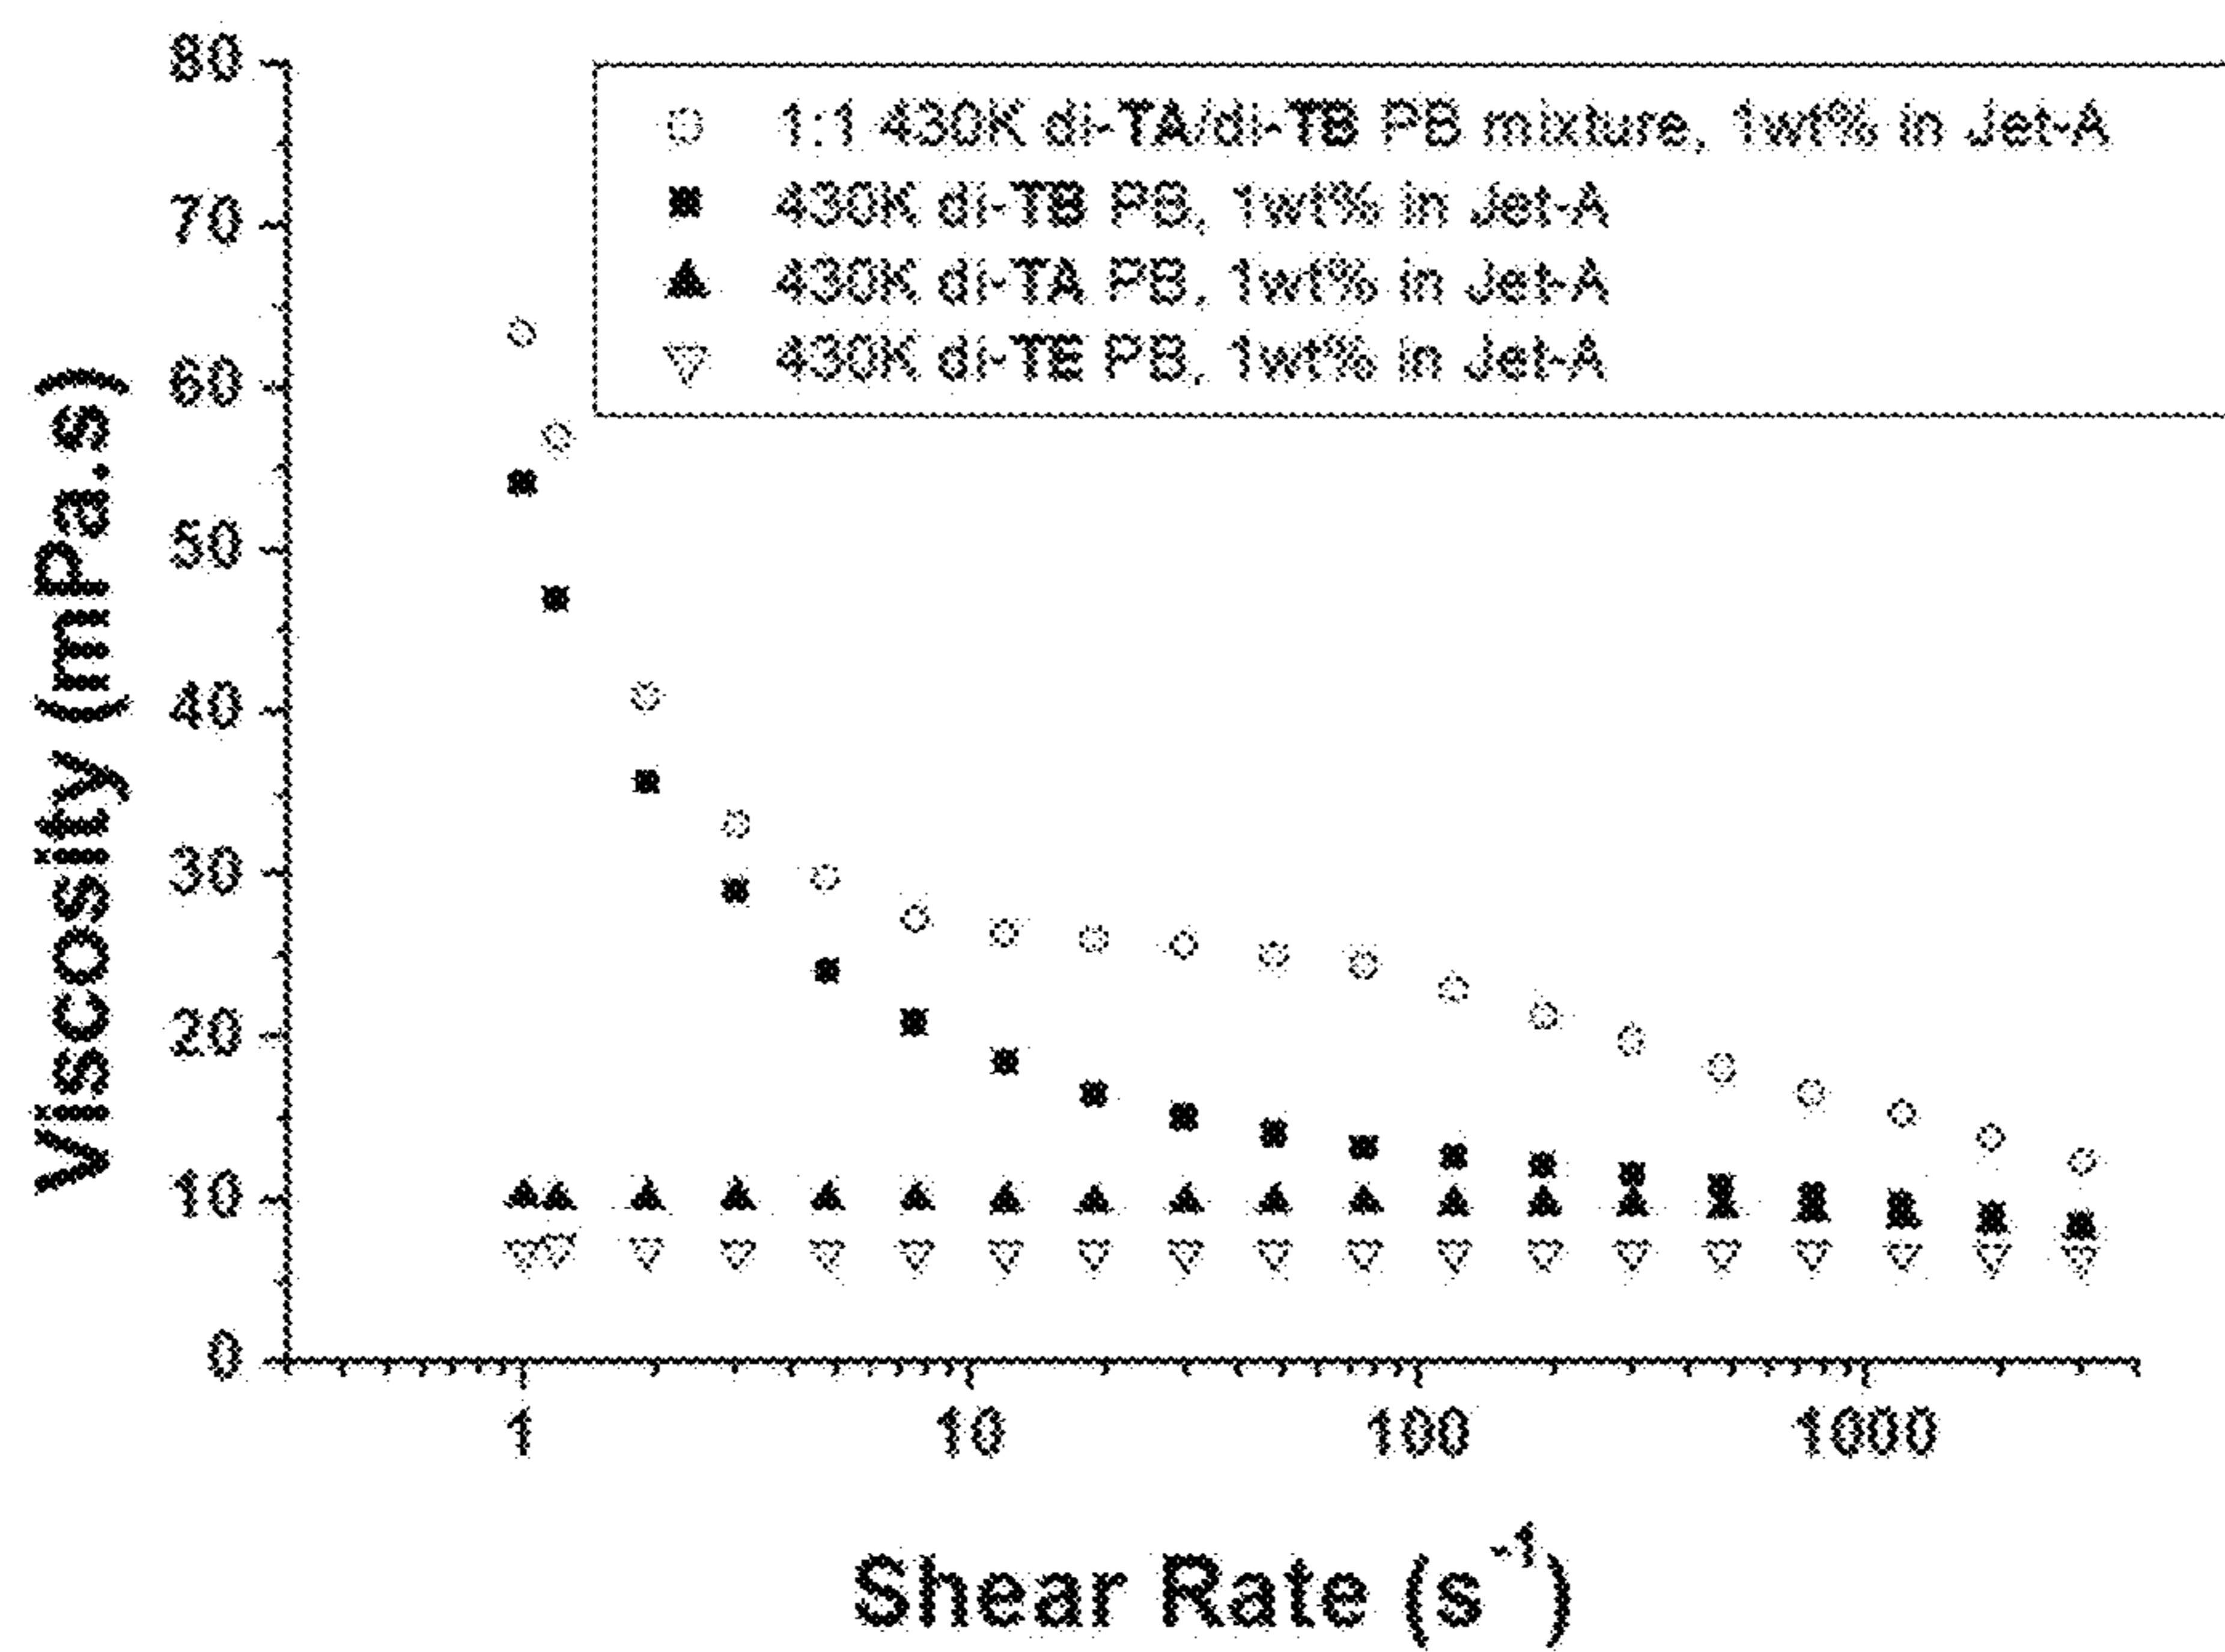 80
1:1 430K di-TA/di-TB PB mixture, 1wt% in Jet-A
430K di-TB PB, 1wt% in Jet-A
430K di-TA PB, 1wt% in Jet-A
430K di-TE PB, 1wt% in Jet-A
70
60
50
40
30
20
10
0
Viscosity (mPa.s)
1 10 100 1000
Shear Rate (s⁻¹)